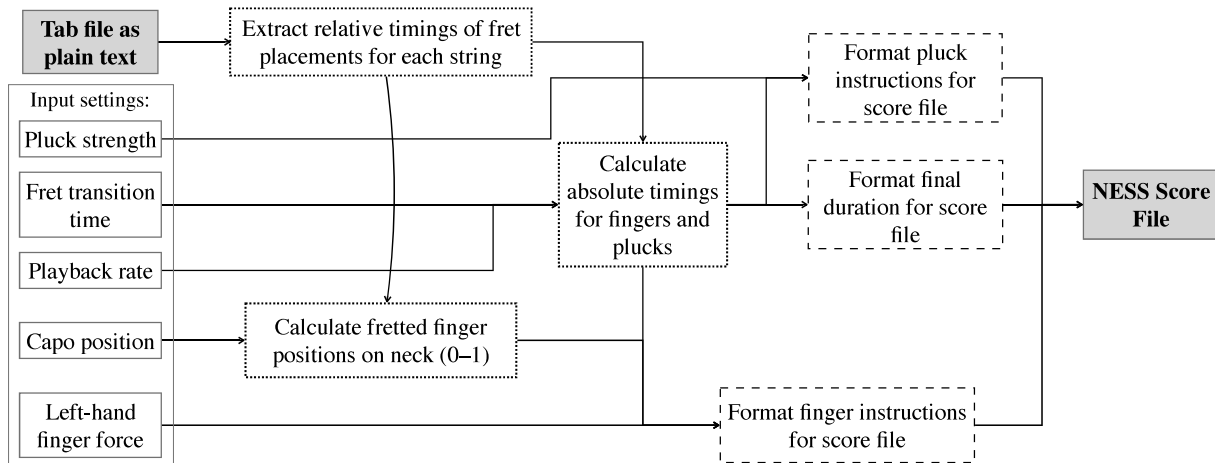 Tab file as
plain text
Extract relative timings of fret
placements for each string
Format pluck
instructions for
score file
Input settings:
Pluck strength
Fret transition
time
Playback rate
Capo position
Left-hand
finger force
Calculate
absolute timings
for fingers and
plucks
Format final
duration for score
file
NESS Score
File
Calculate fretted finger
positions on neck (0–1)
Format finger instructions
for score file